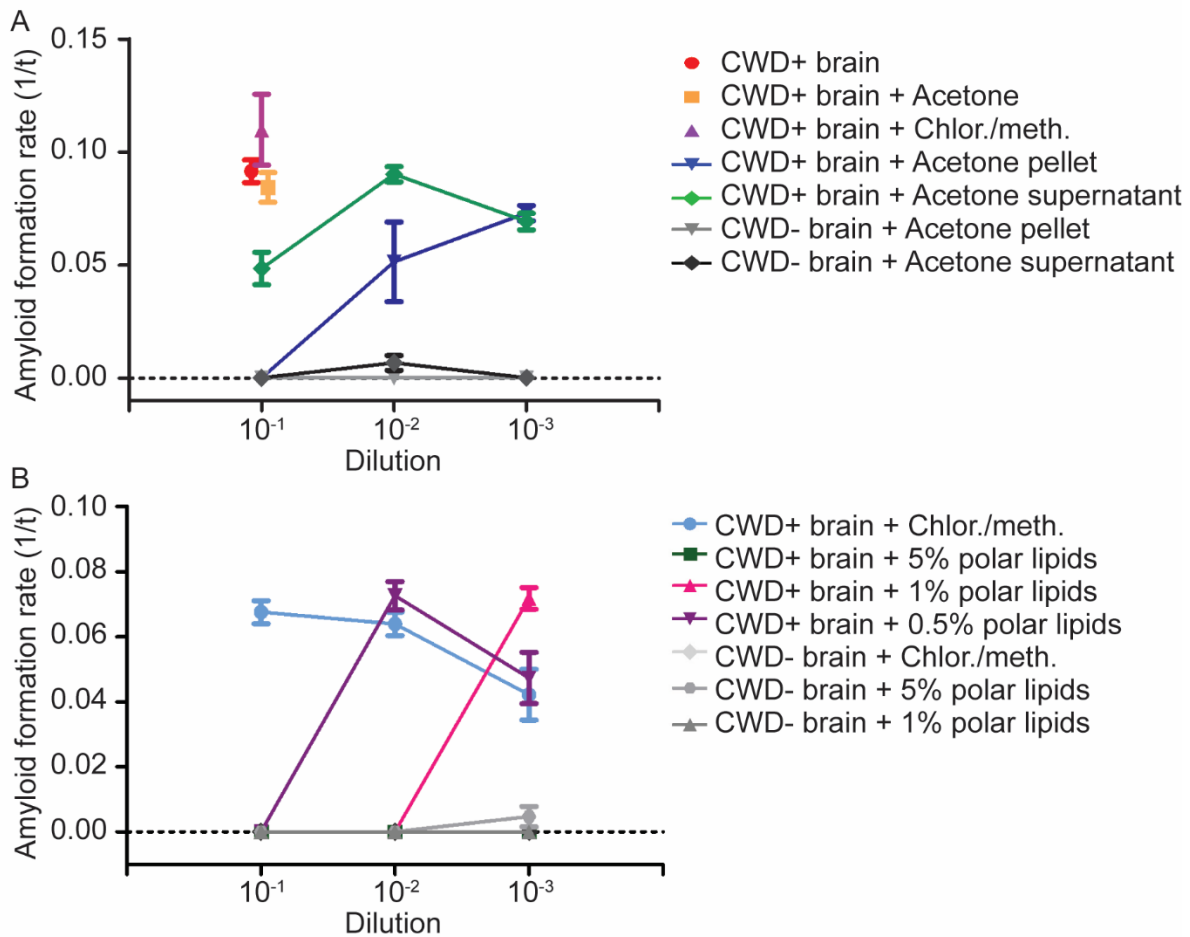 A
Amyloid formation rate (1/t)
0.15
0.10
0.05
0.00
10-1
10-2
10-3
Dilution
CWD+ brain
CWD+ brain + Acetone
CWD+ brain + Chlor./meth.
CWD+ brain + Acetone pellet
CWD+ brain + Acetone supernatant
CWD- brain + Acetone pellet
CWD- brain + Acetone supernatant
B
Amyloid formation rate (1/t)
0.10
0.08
0.06
0.04
0.02
0.00
10-1
10-2
10-3
Dilution
CWD+ brain + Chlor./meth.
CWD+ brain + 5% polar lipids
CWD+ brain + 1% polar lipids
CWD+ brain + 0.5% polar lipids
CWD- brain + Chlor./meth.
CWD- brain + 5% polar lipids
CWD- brain + 1% polar lipids